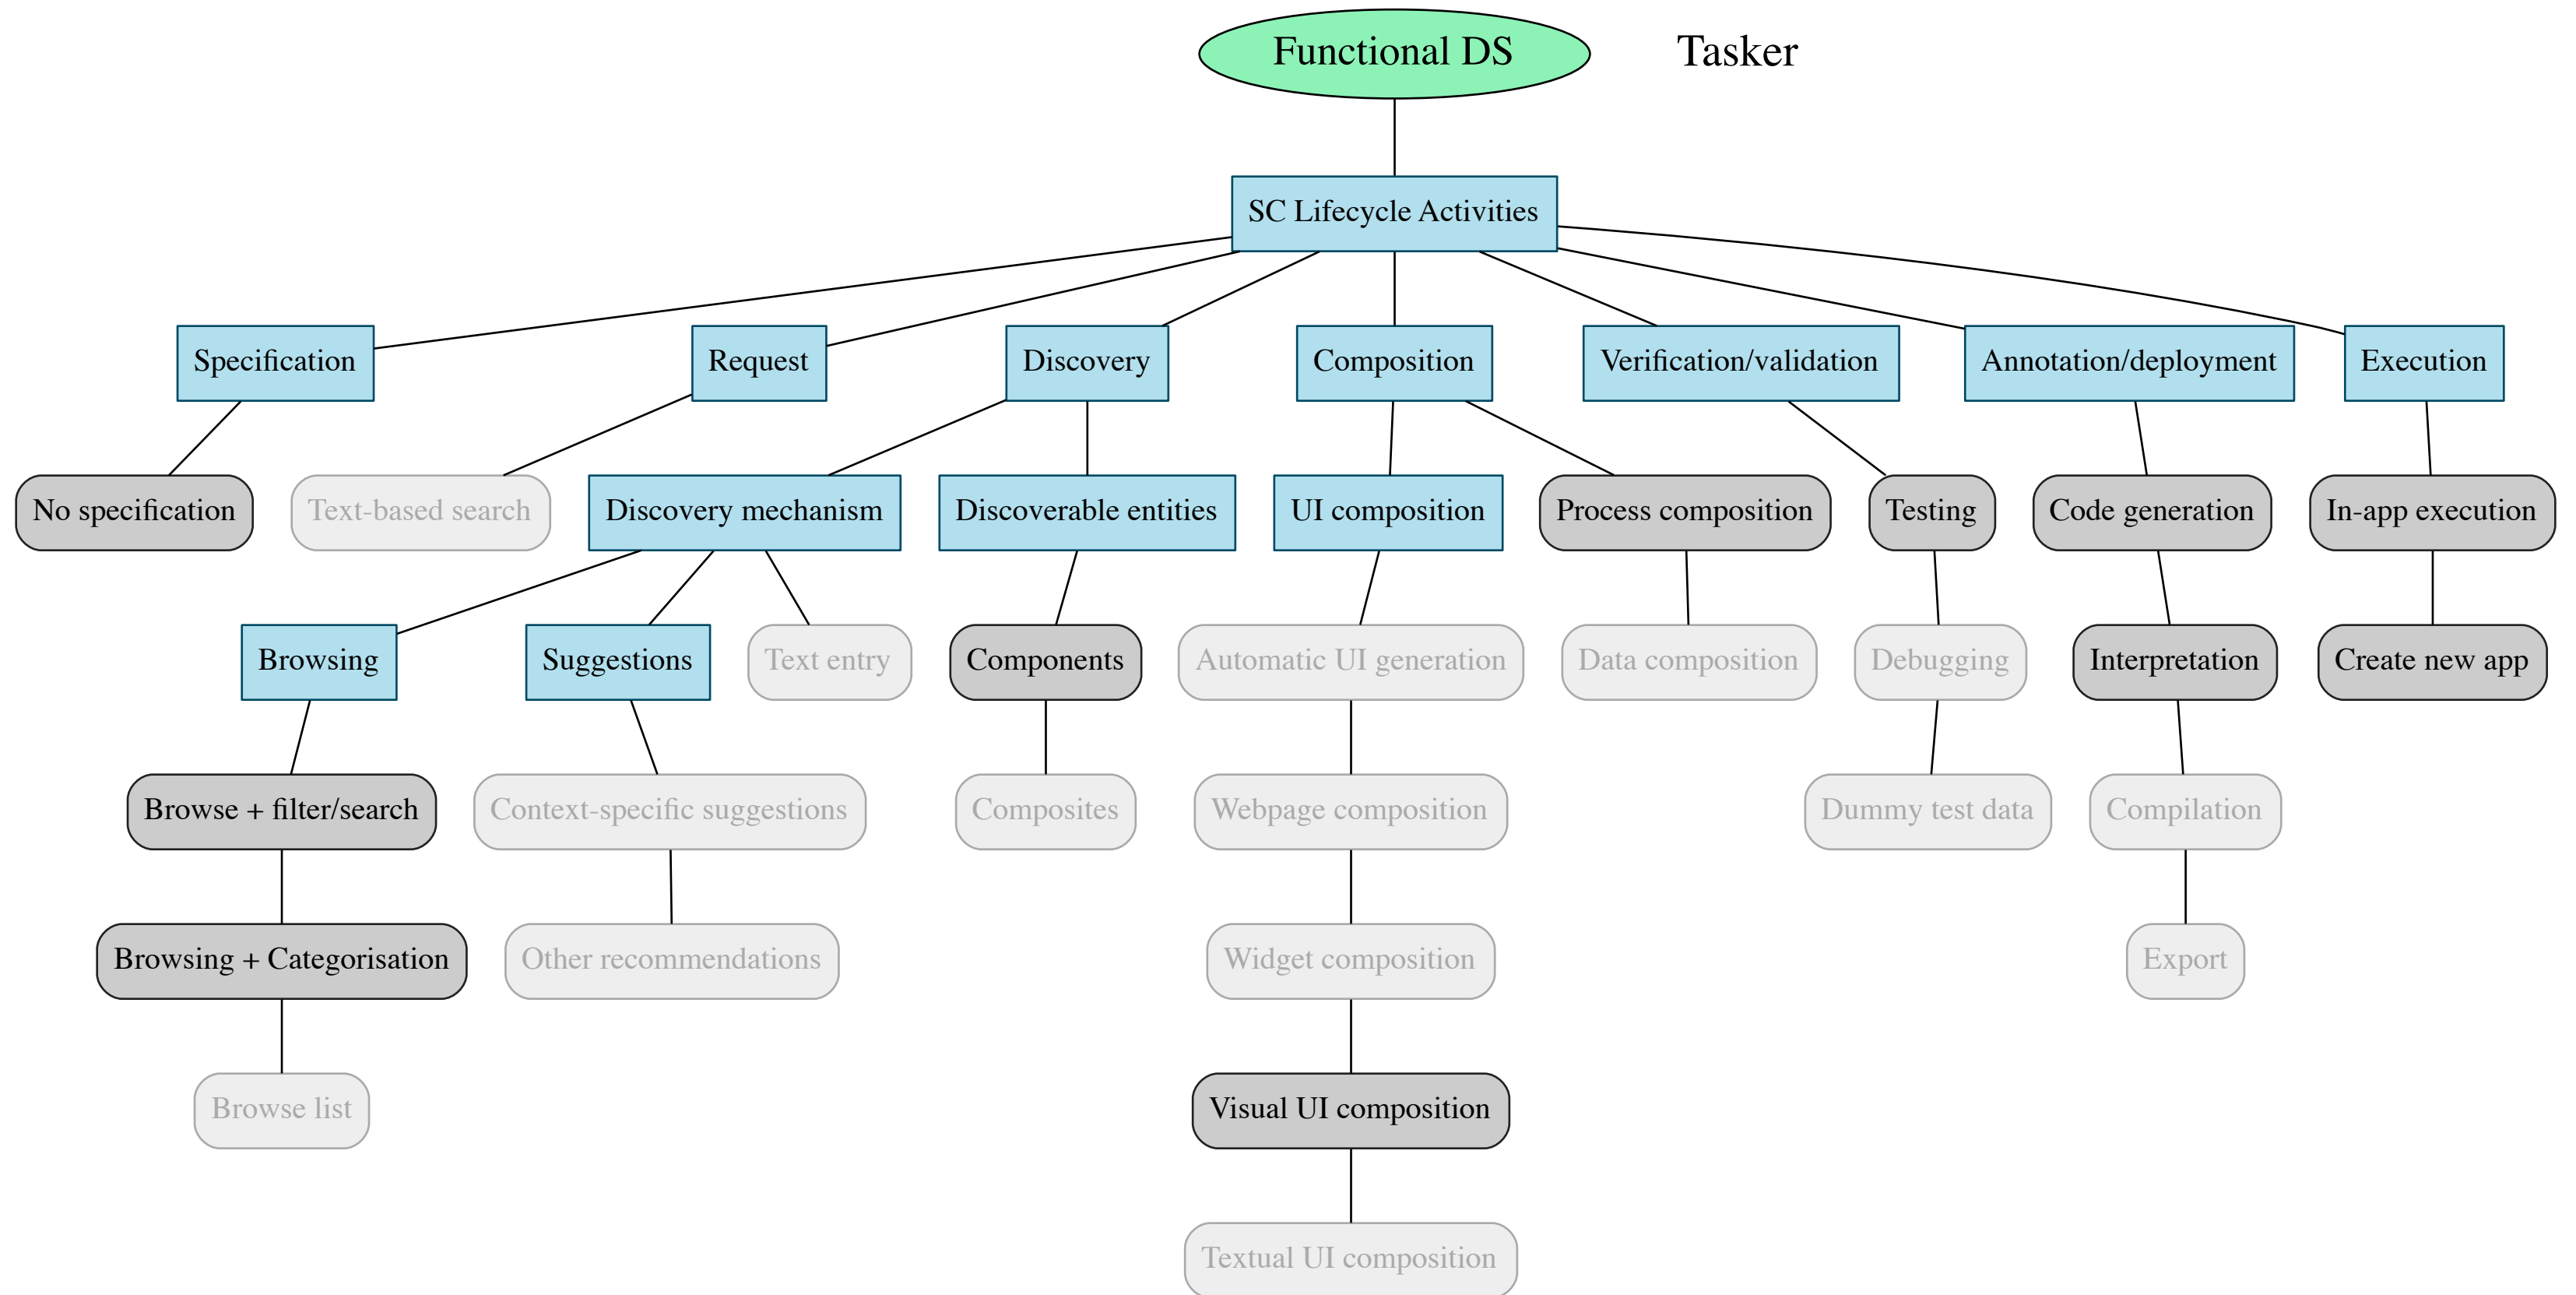 Functional DS
Tasker
SC Lifecycle Activities
Specification
Request
Discovery
Composition
Verification/validation
Annotation/deployment
Execution
No specification
Text-based search
Discovery mechanism
Discoverable entities
UI composition
Process composition
Testing
Code generation
In-app execution
Browsing
Suggestions
Text entry
Components
Automatic UI generation
Data composition
Debugging
Interpretation
Create new app
Browse + filter/search
Context-specific suggestions
Composites
Webpage composition
Dummy test data
Compilation
Browsing + Categorisation
Other recommendations
Widget composition
Export
Browse list
Visual UI composition
Textual UI composition